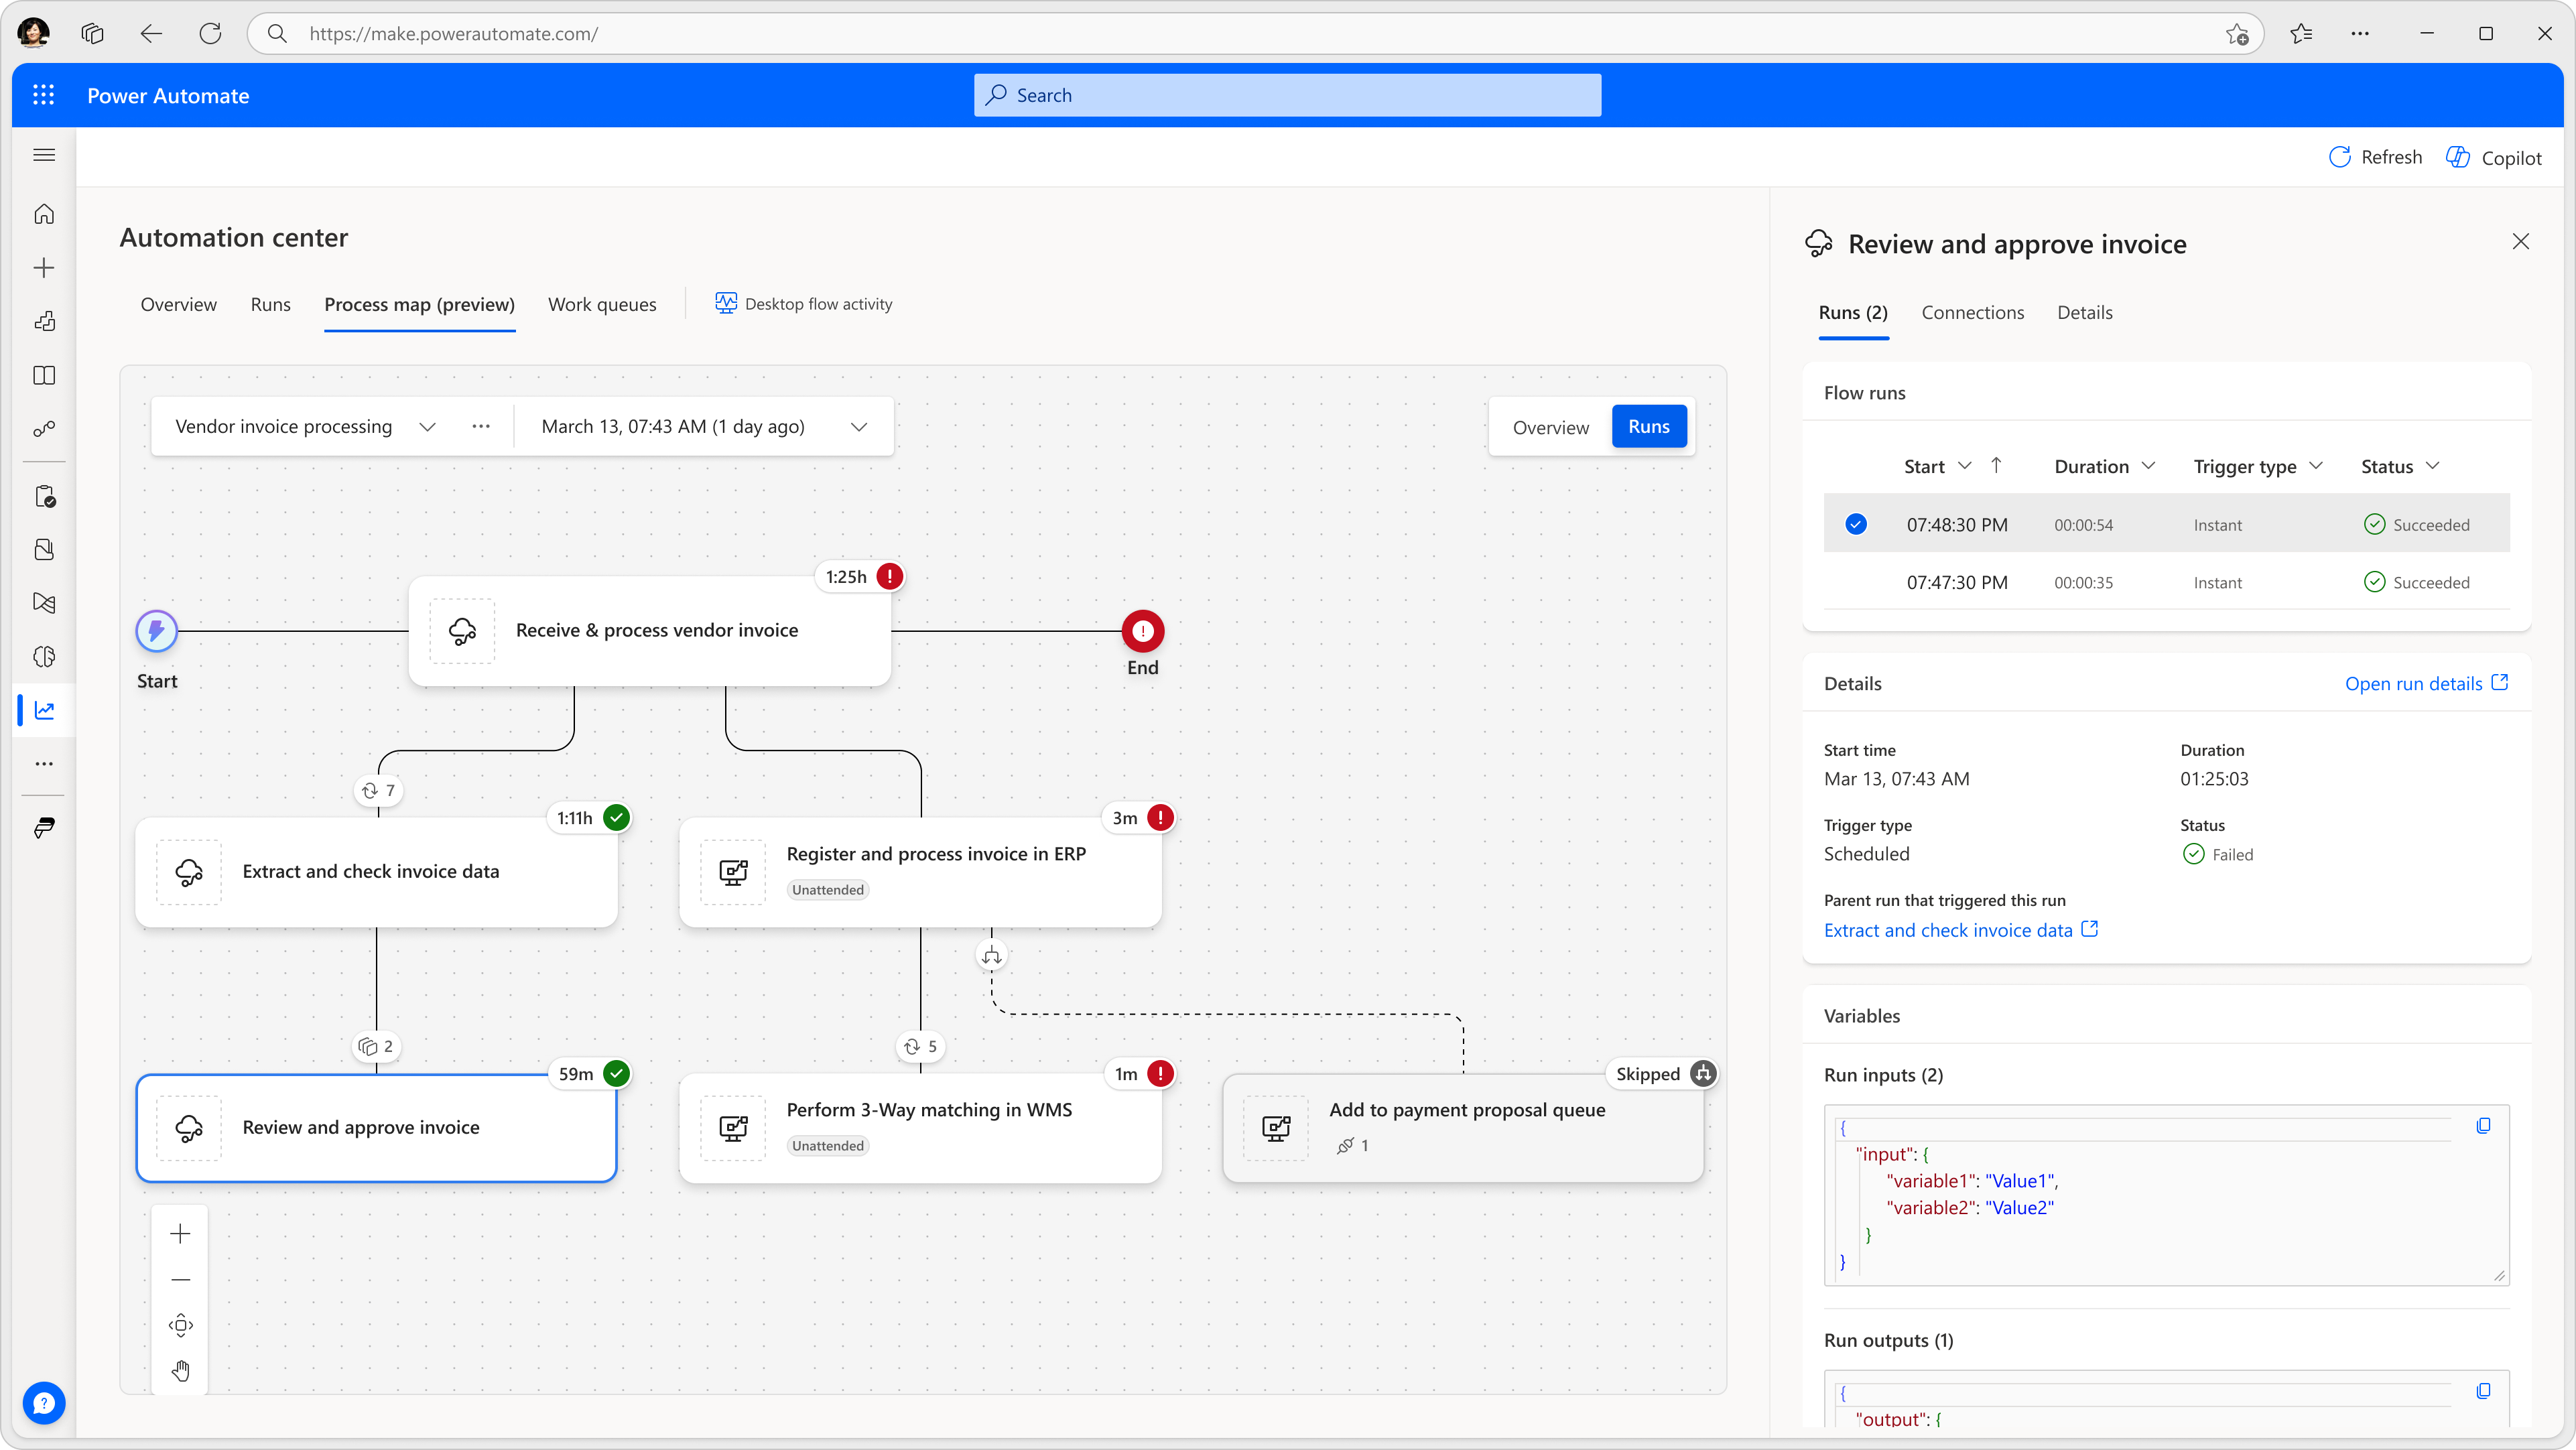 https://make.powerautomate.com/
Power Automate
Search
Refresh
Copilot
Automation center
Overview
Runs
Process map (preview)
Work queues
Desktop flow activity
Vendor invoice processing
March 13, 07:43 AM (1 day ago)
Overview
Runs
1:25h
Receive & process vendor invoice
Start
End
7
1:11h
Extract and check invoice data
3m
Register and process invoice in ERP
Unattended
2
5
59m
Review and approve invoice
1m
Perform 3-Way matching in WMS
Unattended
Skipped
Add to payment proposal queue
1
Review and approve invoice
Runs (2)
Connections
Details
Flow runs
Start
Duration
Trigger type
Status
07:48:30 PM
00:00:54
Instant
Succeeded
07:47:30 PM
00:00:35
Instant
Succeeded
Details
Open run details
Start time
Duration
Mar 13, 07:43 AM
01:25:03
Trigger type
Status
Scheduled
Failed
Parent run that triggered this run
Extract and check invoice data
Variables
Run inputs (2)
{
"input": {
"variable1": "Value1",
"variable2": "Value2"
}
}
Run outputs (1)
{
"output": {